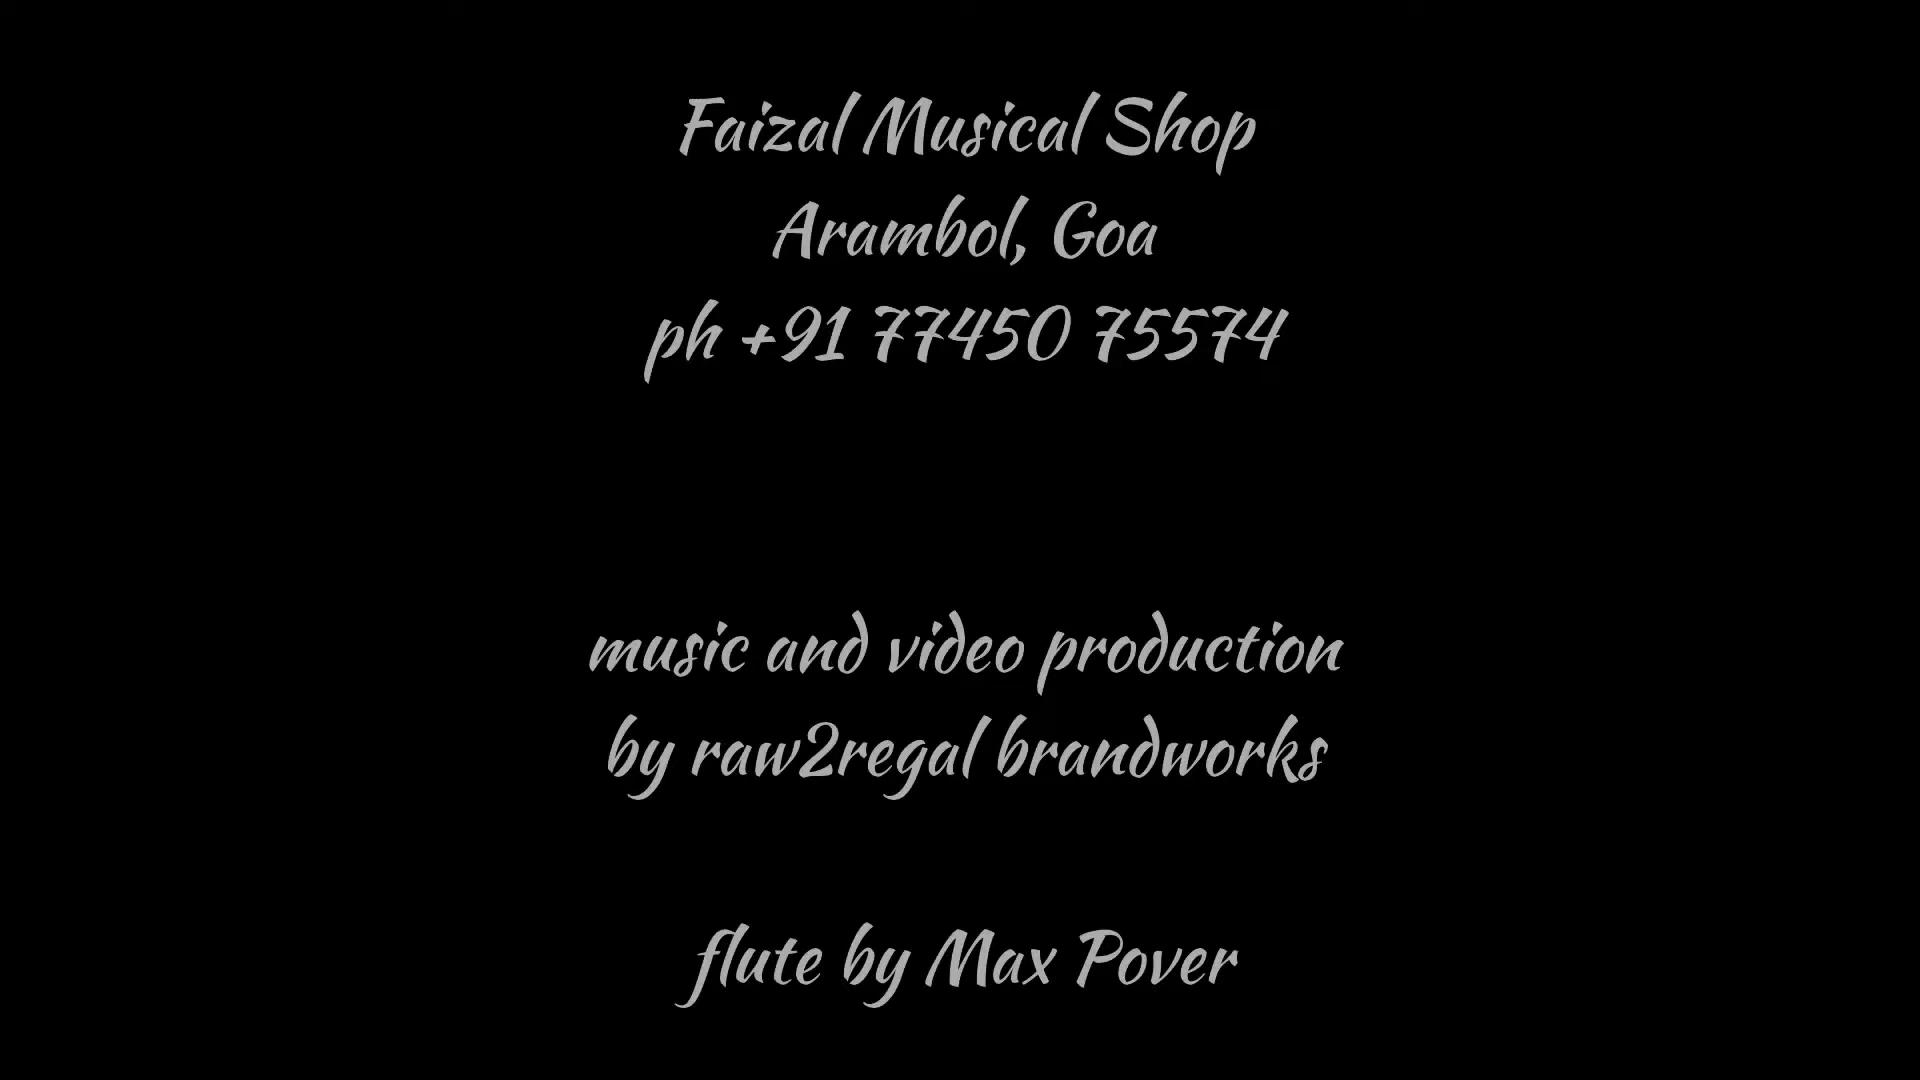 Faizal Musical Shop
Arambol, Goa
ph +91 77450 75574
music and video production
by raw2regal brandworks
flute by Max Pover